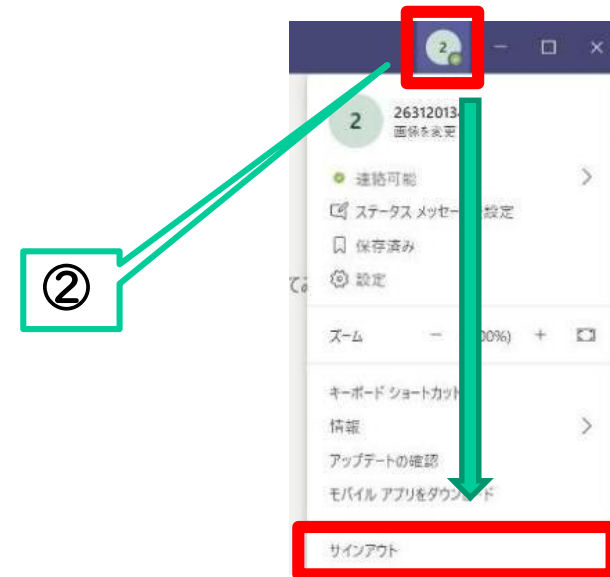 2
2
26312013
画像を変更
連絡可能
ステータス メッセー 設定
保存済み
設定
②
ズーム − 00%) +
キーボード ショートカット
情報
アップデートの確認
モバイル アプリをダウン ード
サインアウト